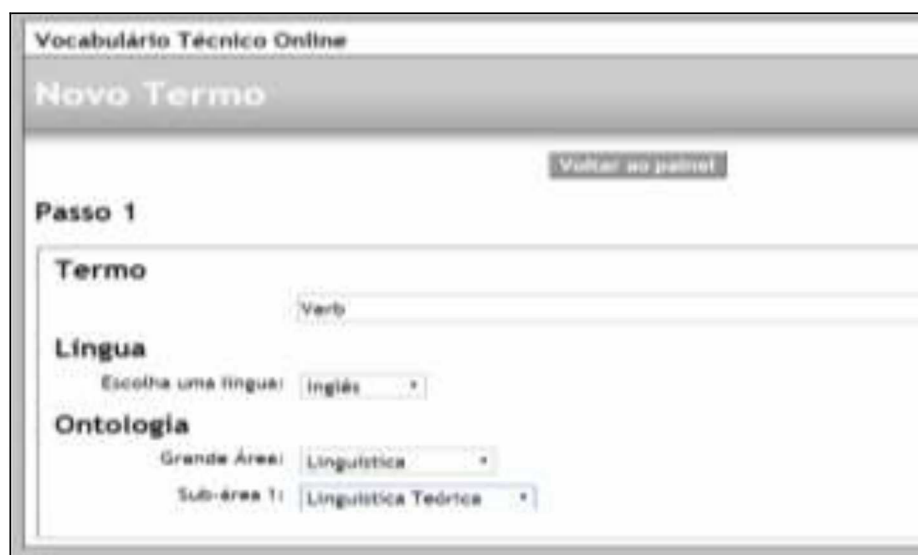 Vocabulário Técnico Online
Novo Termo
Voltar ao painel
Passo 1
Termo
Verb
Língua
Escolha uma língua: Inglês
Ontologia
Grande Área: Linguística
Sub-área 1: Linguística Teórica